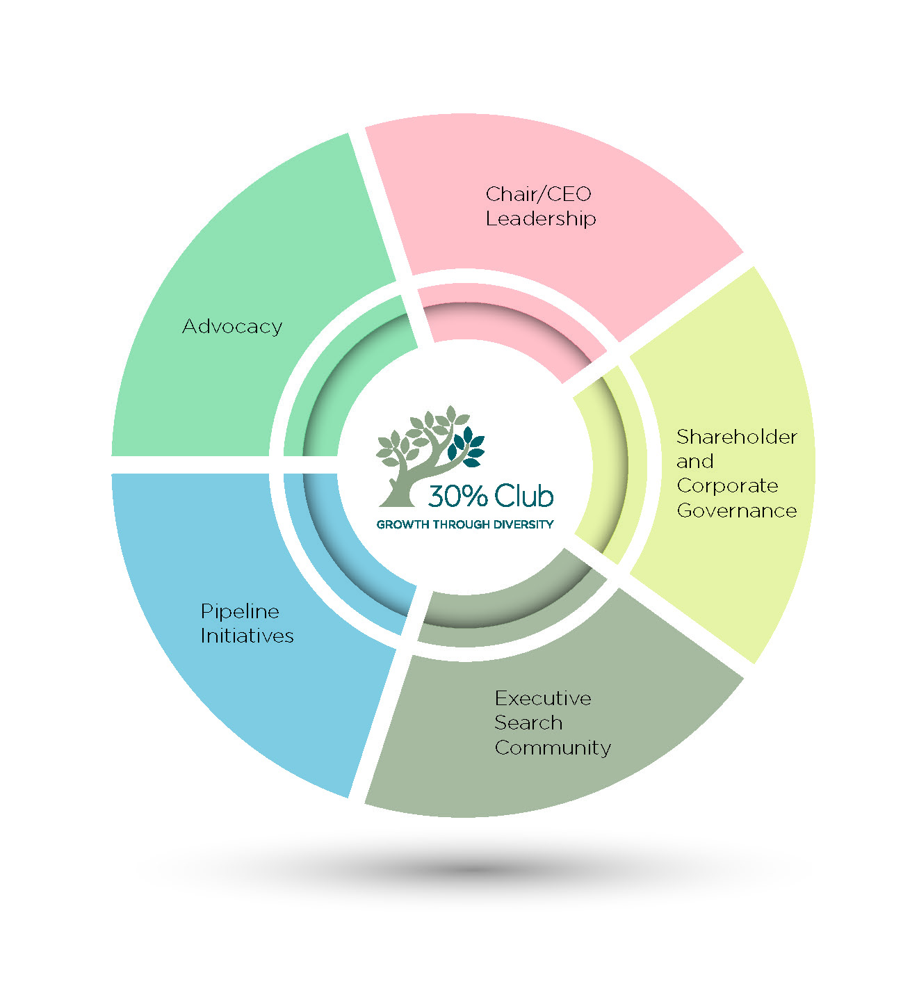 Chair/CEO
Leadership
Advocacy
Shareholder
and
Corporate
Governance
30% Club
GROWTH THROUGH DIVERSITY
Pipeline
Initiatives
Executive
Search
Community